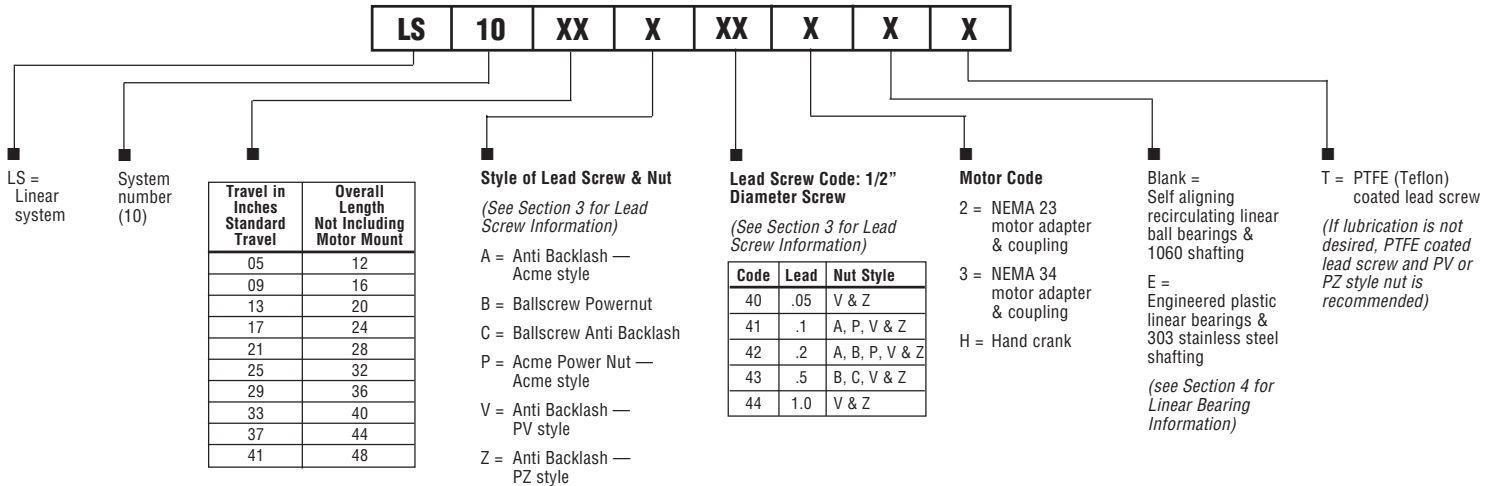 LS 10 XX X XX X X X
LS =
Linear
system
System
number
(10)
Travel in
Inches
Standard
Travel
Overall
Length
Not Including
Motor Mount
05 12
09 16
13 20
17 24
21 28
25 32
29 36
33 40
37 44
41 48
Style of Lead Screw & Nut
(See Section 3 for Lead
Screw Information)
A = Anti Backlash —
Acme style
B = Ballscrew Powernut
C = Ballscrew Anti Backlash
P = Acme Power Nut —
Acme style
V = Anti Backlash —
PV style
Z = Anti Backlash —
PZ style
Lead Screw Code: 1/2”
Diameter Screw
(See Section 3 for Lead
Screw Information)
Code Lead Nut Style
40 .05 V & Z
41 .1 A, P, V & Z
42 .2 A, B, P, V & Z
43 .5 B, C, V & Z
44 1.0 V & Z
Motor Code
2 = NEMA 23
motor adapter
& coupling
3 = NEMA 34
motor adapter
& coupling
H = Hand crank
Blank =
Self aligning
recirculating linear
ball bearings &
1060 shafting
E =
Engineered plastic
linear bearings &
303 stainless steel
shafting
(see Section 4 for
Linear Bearing
Information)
T = PTFE (Teflon)
coated lead screw
(If lubrication is not
desired, PTFE coated
lead screw and PV or
PZ style nut is
recommended)